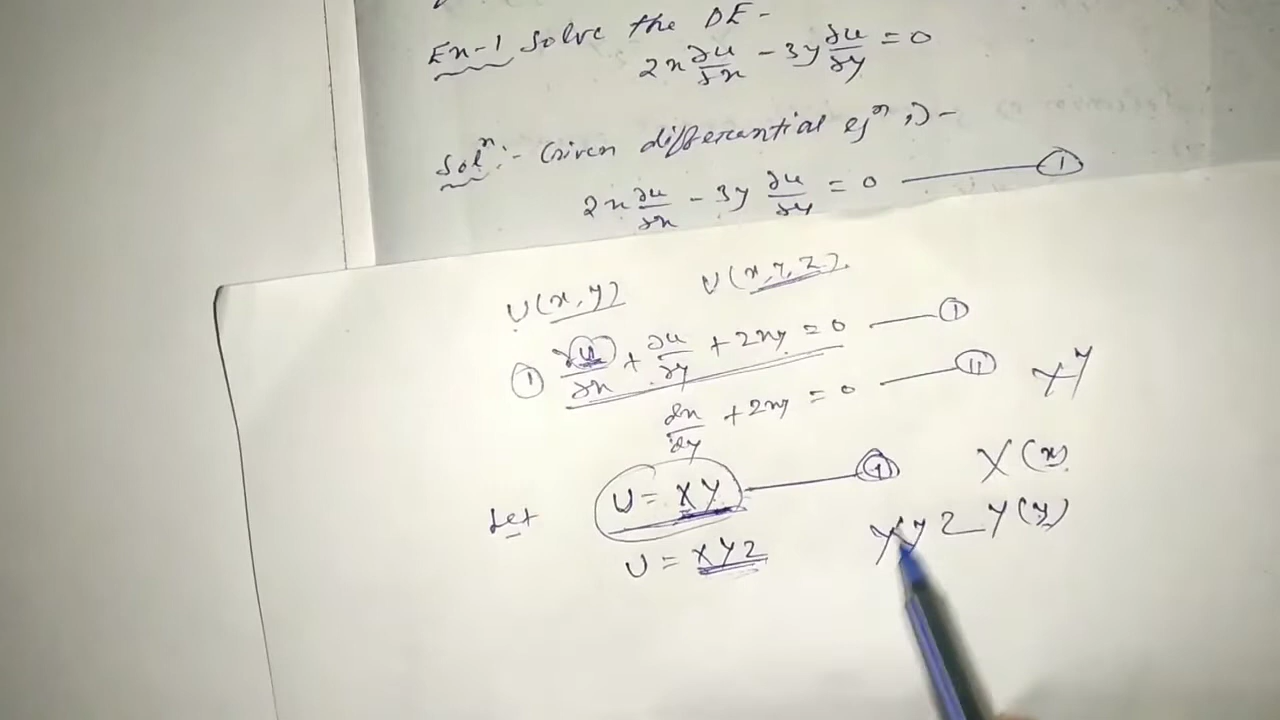 Ex-1 Solve the DE-
2x ∂u/∂x - 3y ∂u/∂y = 0
Solⁿ:- Given differential eqⁿ is-
2x ∂u/∂x - 3y ∂u/∂y = 0 ——— ①
U(x,y) U(x,y,z).
① ∂u/∂x + ∂u/∂y + 2xy = 0 — ①
∂x/∂y + 2xy = 0 — ⑪ XY
Let U = XY — X(x)
U = XYZ XYZ Y(y)